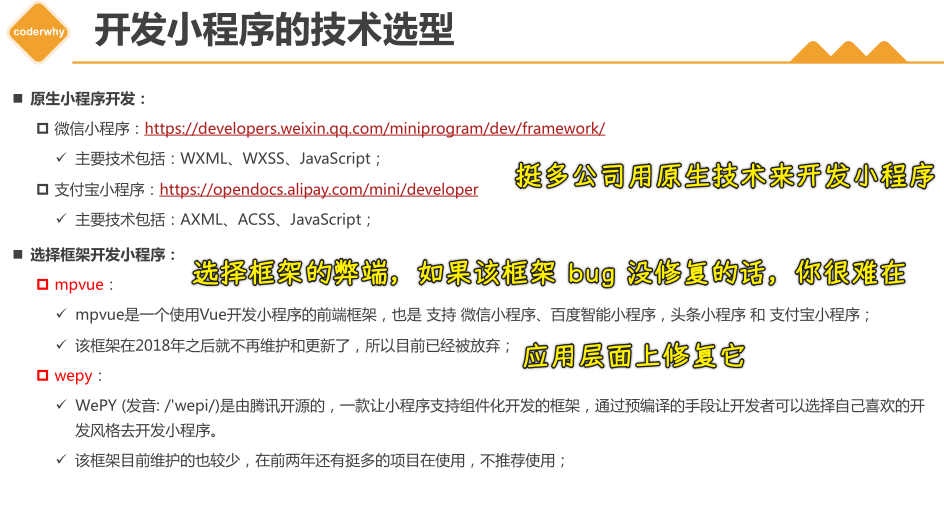 coderwhy
开发小程序的技术选型
原生小程序开发：
微信小程序：https://developers.weixin.qq.com/miniprogram/dev/framework/
主要技术包括：WXML、WXSS、JavaScript；
挺多公司用原生技术来开发小程序
支付宝小程序：https://opendocs.alipay.com/mini/developer
主要技术包括：AXML、ACSS、JavaScript；
选择框架开发小程序：
选择框架的弊端，如果该框架 bug 没修复的话，你很难在
mpvue：
mpvue是一个使用Vue开发小程序的前端框架，也是 支持 微信小程序、百度智能小程序，头条小程序 和 支付宝小程序；
该框架在2018年之后就不再维护和更新了，所以目前已经被放弃；
应用层面上修复它
wepy：
WePY (发音: /'wepi/)是由腾讯开源的，一款让小程序支持组件化开发的框架，通过预编译的手段让开发者可以选择自己喜欢的开
发风格去开发小程序。
该框架目前维护的也较少，在前两年还有挺多的项目在使用，不推荐使用；